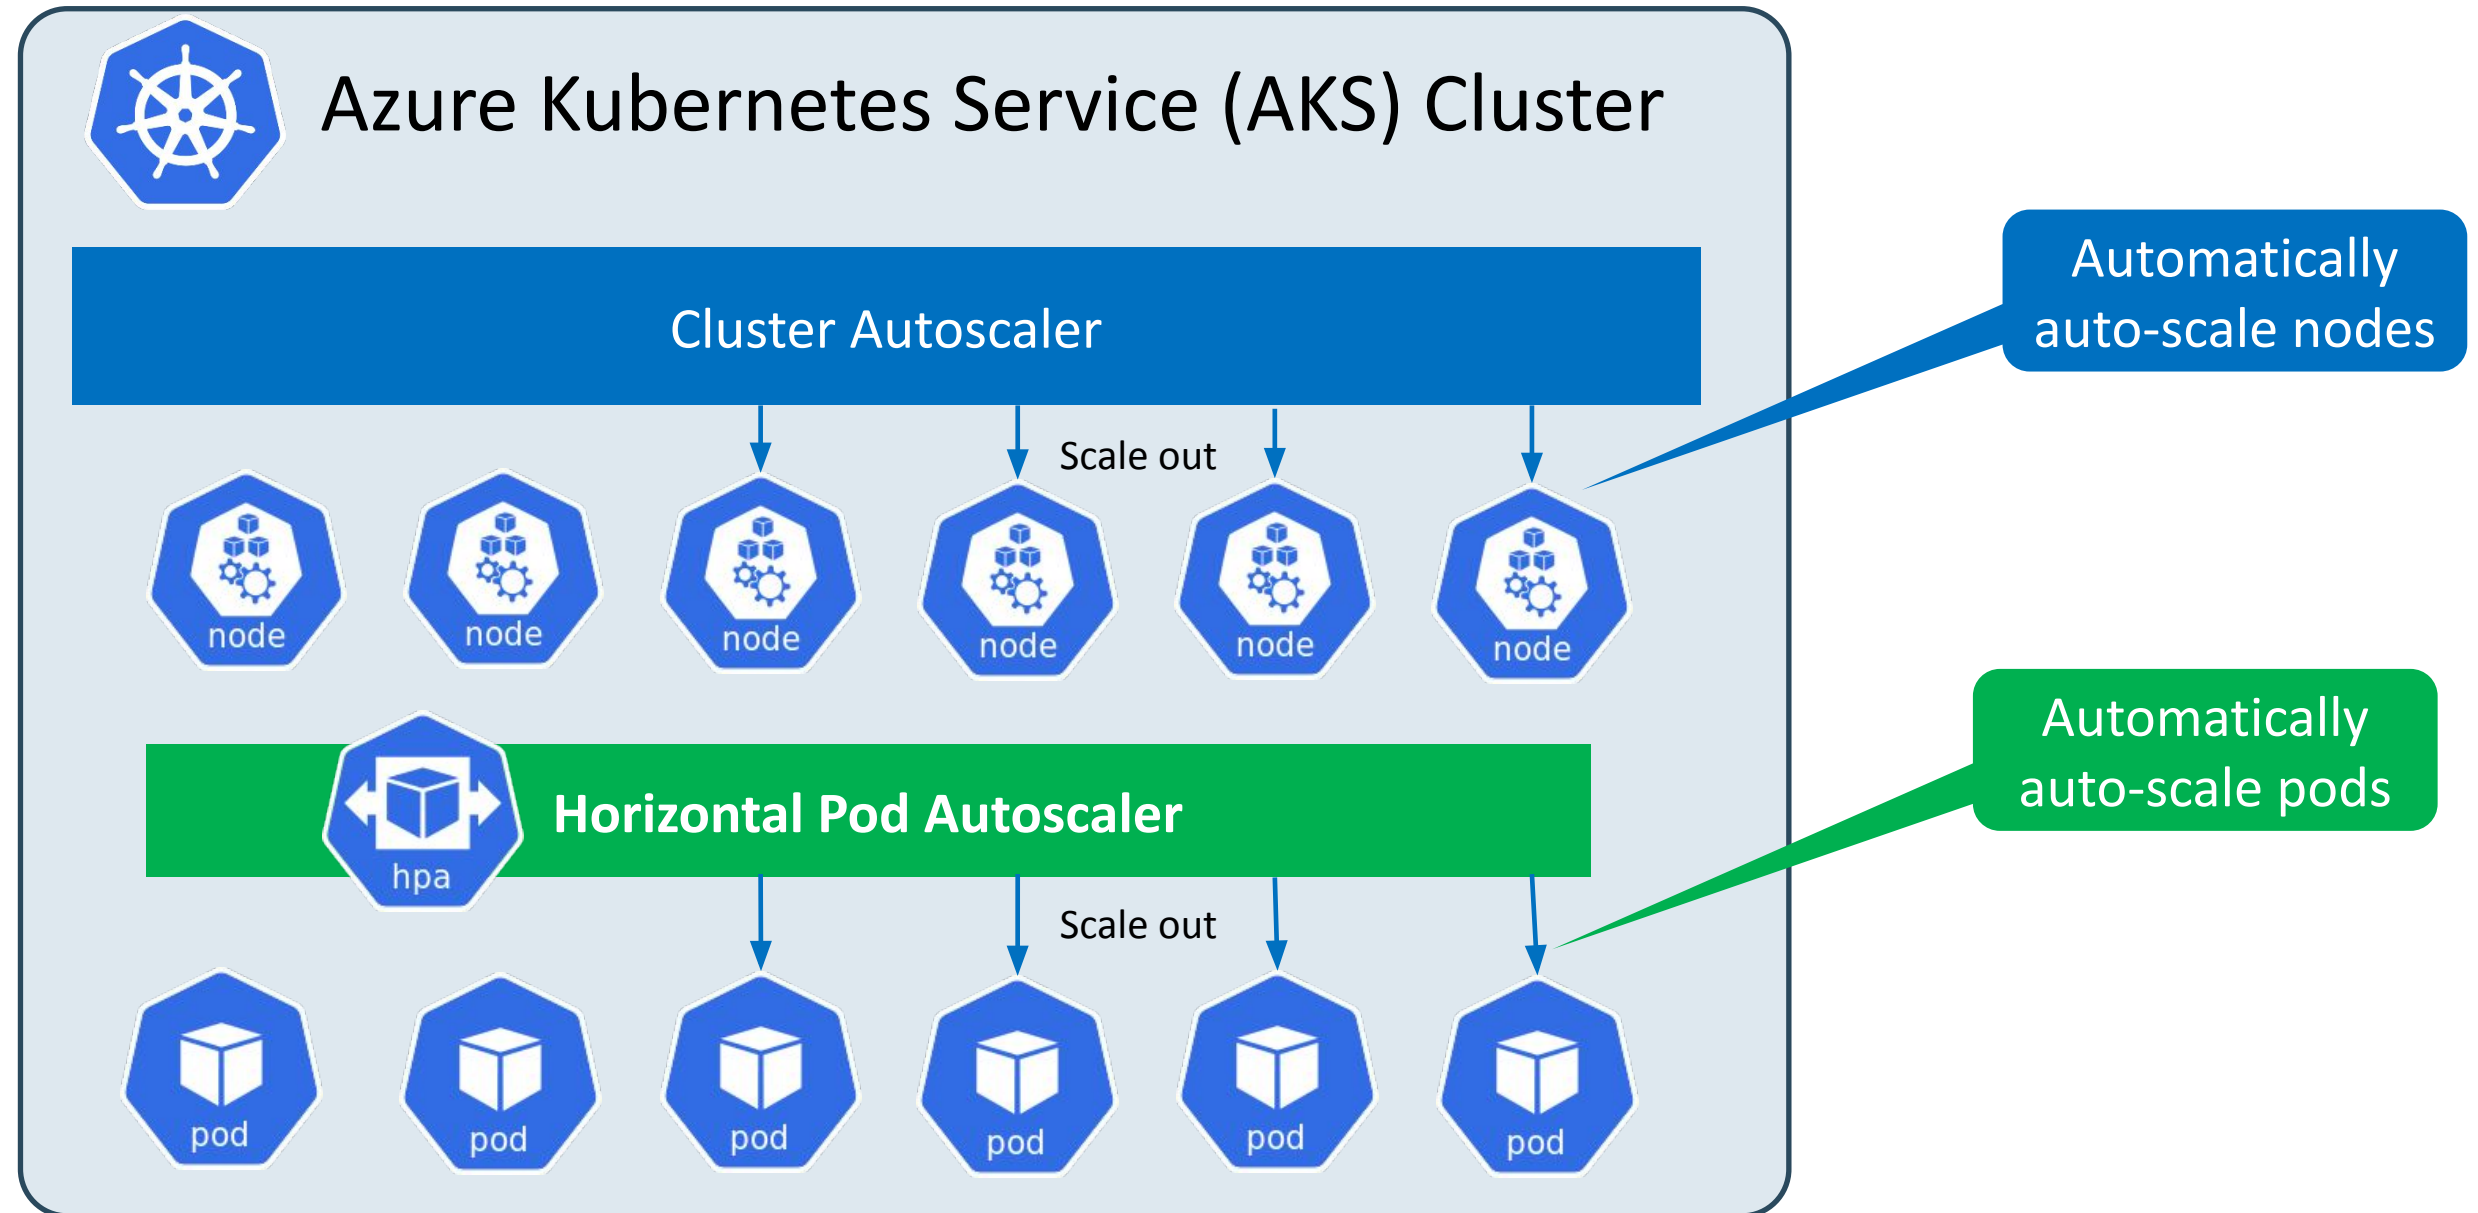 Azure Kubernetes Service (AKS) Cluster
Cluster Autoscaler
Automatically
auto-scale nodes
Scale out
node
node
node
node
node
node
Horizontal Pod Autoscaler
hpa
Automatically
auto-scale pods
Scale out
pod
pod
pod
pod
pod
pod